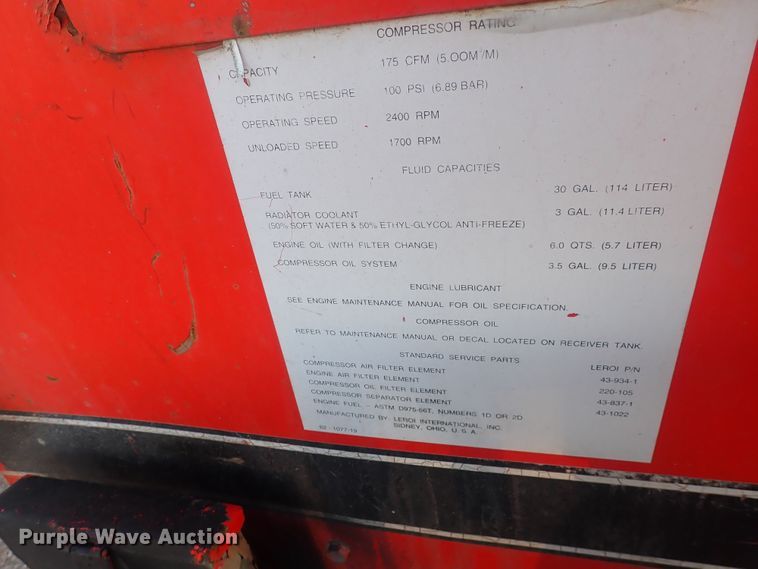 COMPRESSOR RATING
CAPACITY 175 CFM (5.OOM /M)
OPERATING PRESSURE 100 PSI (6.89 BAR)
OPERATING SPEED 2400 RPM
UNLOADED SPEED 1700 RPM
FLUID CAPACITIES
FUEL TANK 30 GAL. (114 LITER)
RADIATOR COOLANT 3 GAL. (11.4 LITER)
(50% SOFT WATER & 50% ETHYL-GLYCOL ANTI-FREEZE)
ENGINE OIL (WITH FILTER CHANGE) 6.0 QTS. (5.7 LITER)
COMPRESSOR OIL SYSTEM 3.5 GAL. (9.5 LITER)
ENGINE LUBRICANT
SEE ENGINE MAINTENANCE MANUAL FOR OIL SPECIFICATION.
COMPRESSOR OIL
REFER TO MAINTENANCE MANUAL OR DECAL LOCATED ON RECEIVER TANK.
STANDARD SERVICE PARTS LEROI P/N
COMPRESSOR AIR FILTER ELEMENT 43-934-1
ENGINE AIR FILTER ELEMENT 220-105
COMPRESSOR OIL FILTER ELEMENT 43-837-1
COMPRESSOR SEPARATOR ELEMENT 43-1022
ENGINE FUEL - ASTM D975-66T, NUMBERS 1D OR 2D
MANUFACTURED BY LEROI INTERNATIONAL, INC.
SIDNEY, OHIO, U.S.A.
62-1077-19
Purple Wave Auction